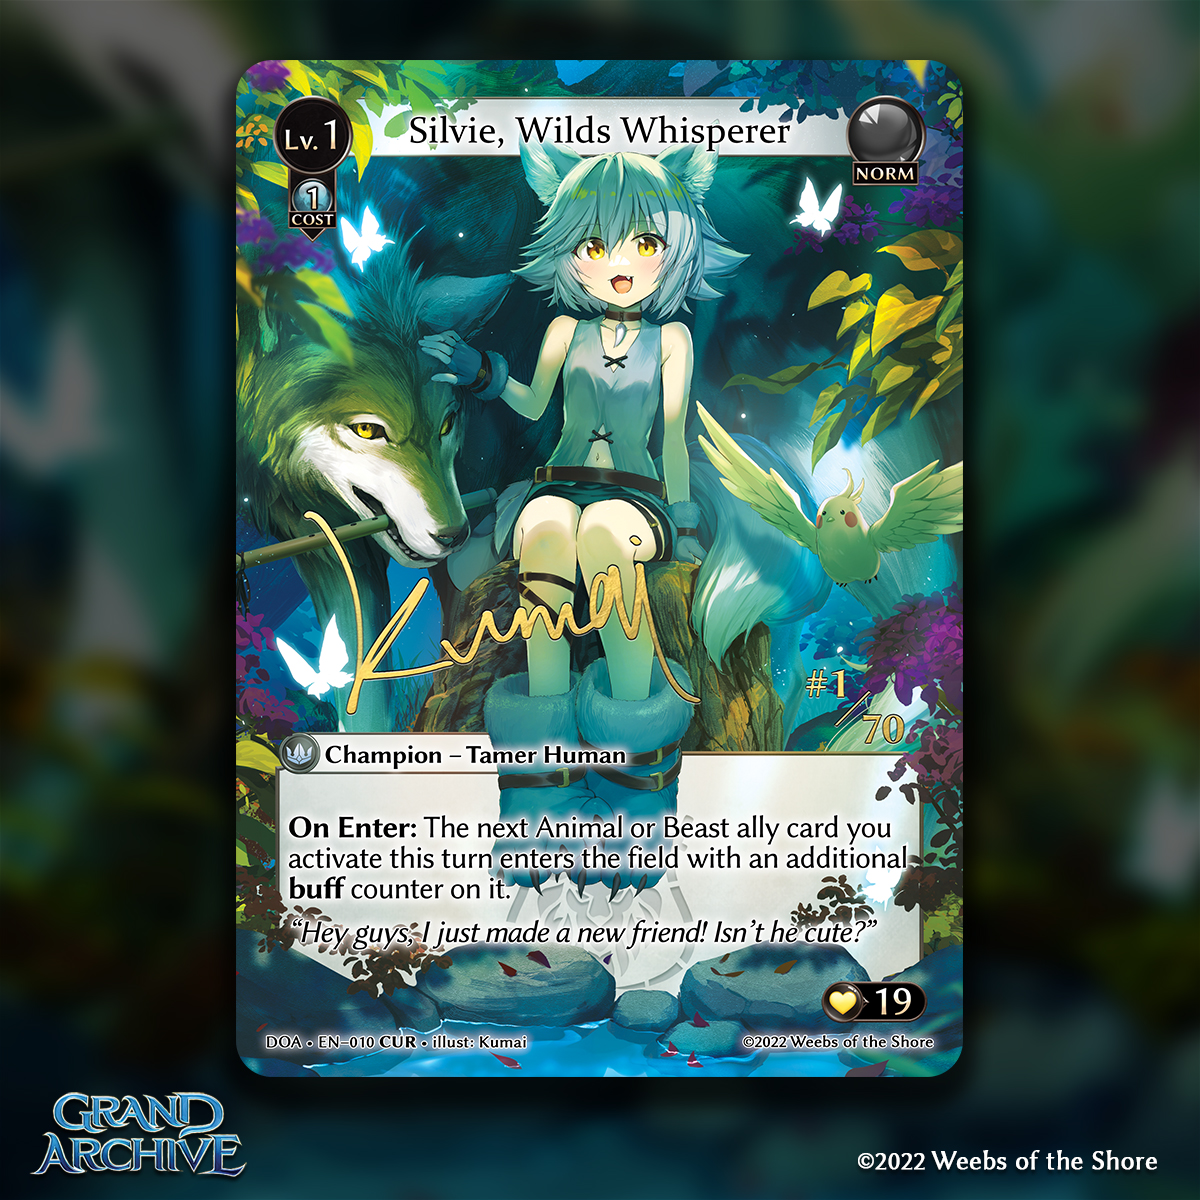 Lv. 1
Silvie, Wilds Whisperer
NORM
1
COST
Kumai
#1
/
70
Champion – Tamer Human
On Enter: The next Animal or Beast ally card you
activate this turn enters the field with an additional
buff counter on it.
“Hey guys, I just made a new friend! Isn't he cute?”
19
DOA • EN–010 CUR • illust: Kumai
©2022 Weebs of the Shore
GRAND
ARCHIVE
©2022 Weebs of the Shore